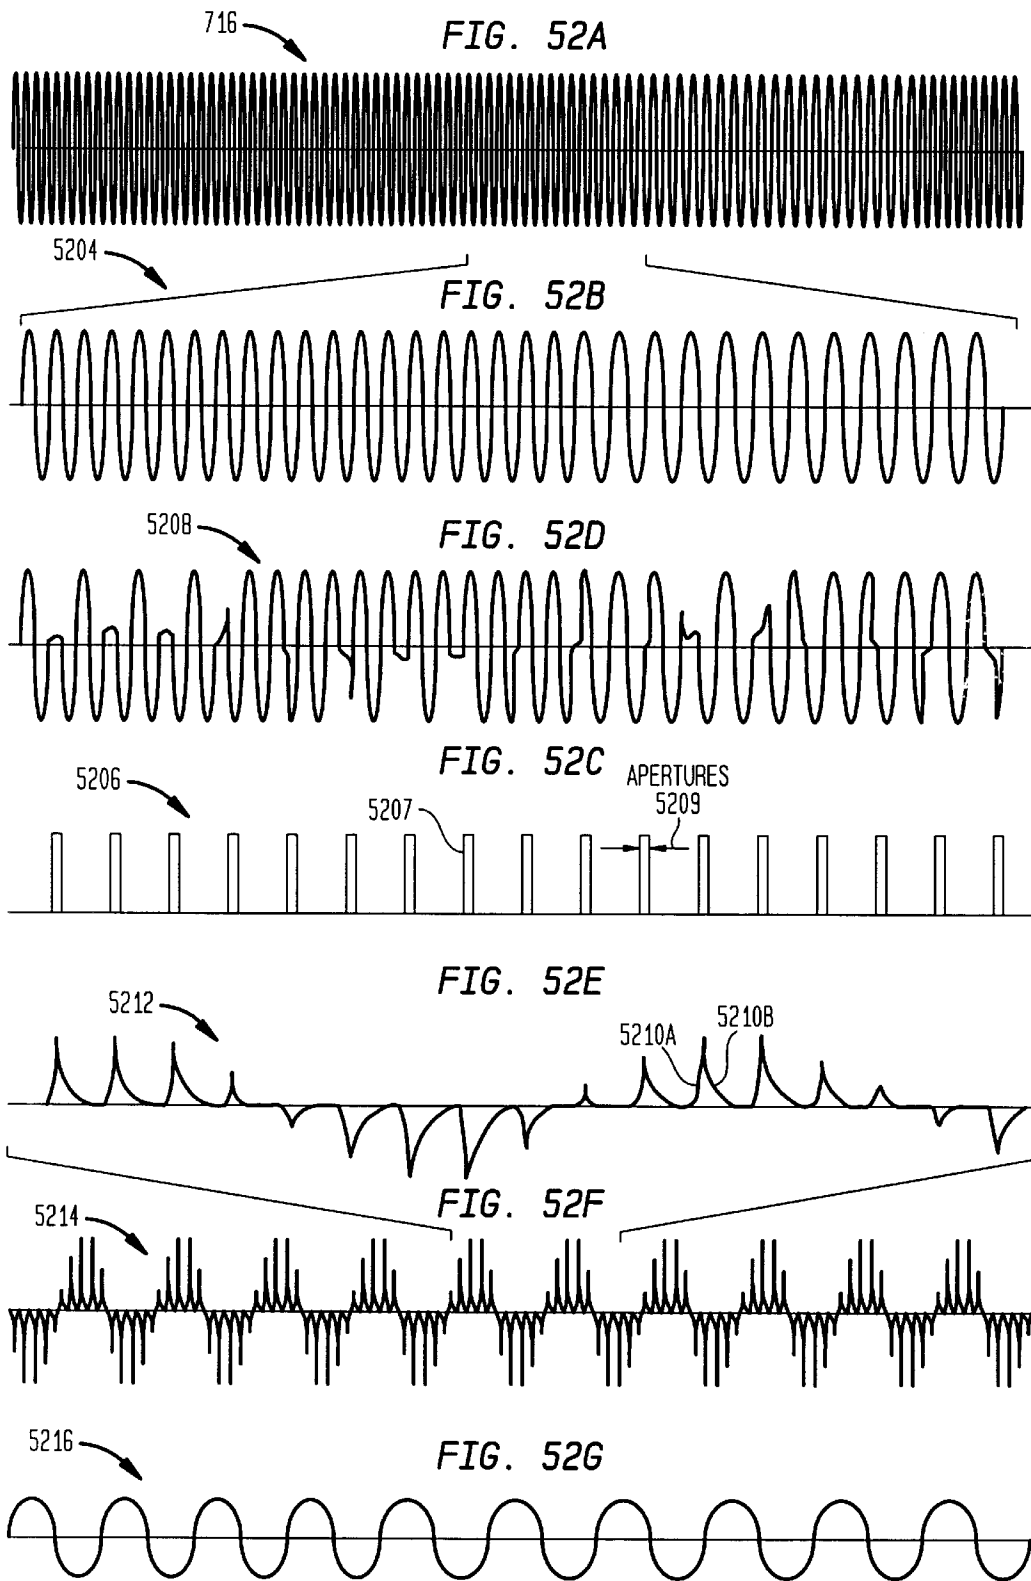 716
FIG. 52A
5204
FIG. 52B
5208
FIG. 52D
FIG. 52C
5206
5207
APERTURES
5209
FIG. 52E
5212
5210A
5210B
FIG. 52F
5214
5216
FIG. 52G